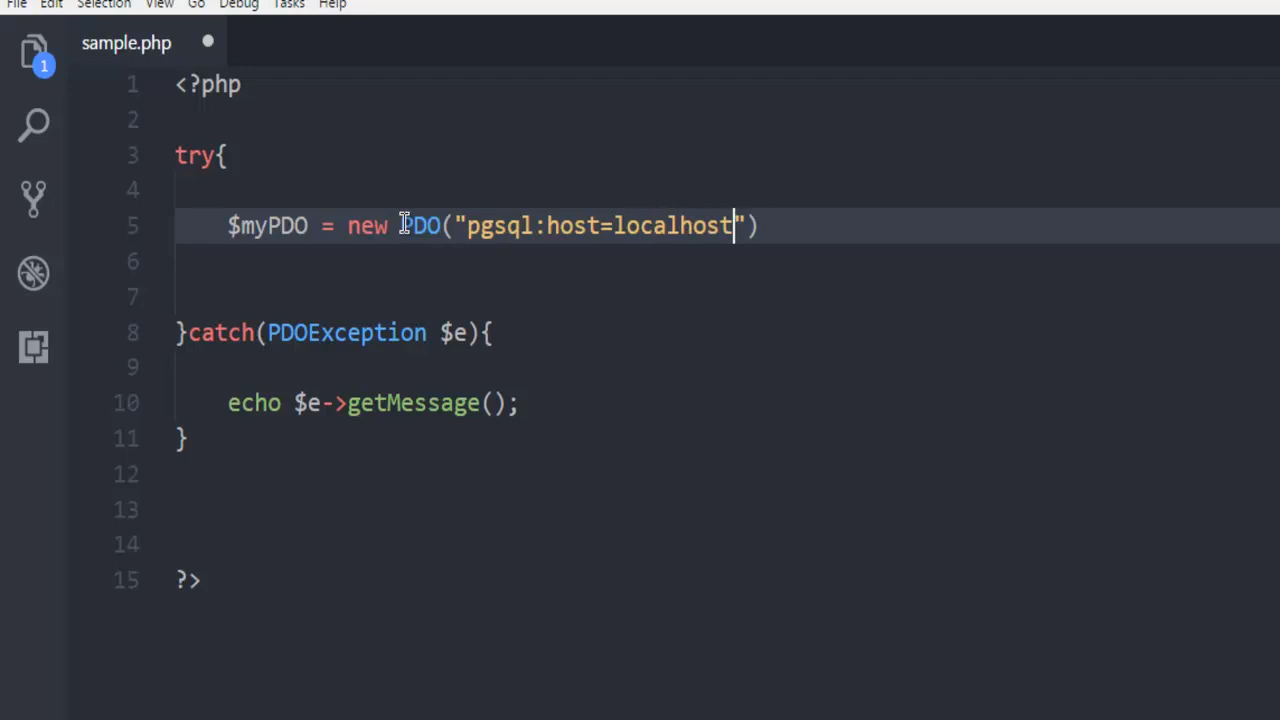 File Edit Selection View Go Debug Tasks Help
sample.php
1
1 <?php
2
3 try{
4
5 $myPDO = new PDO("pgsql:host=localhost")
6
7
8 }catch(PDOException $e){
9
10 echo $e->getMessage();
11 }
12
13
14
15 ?>